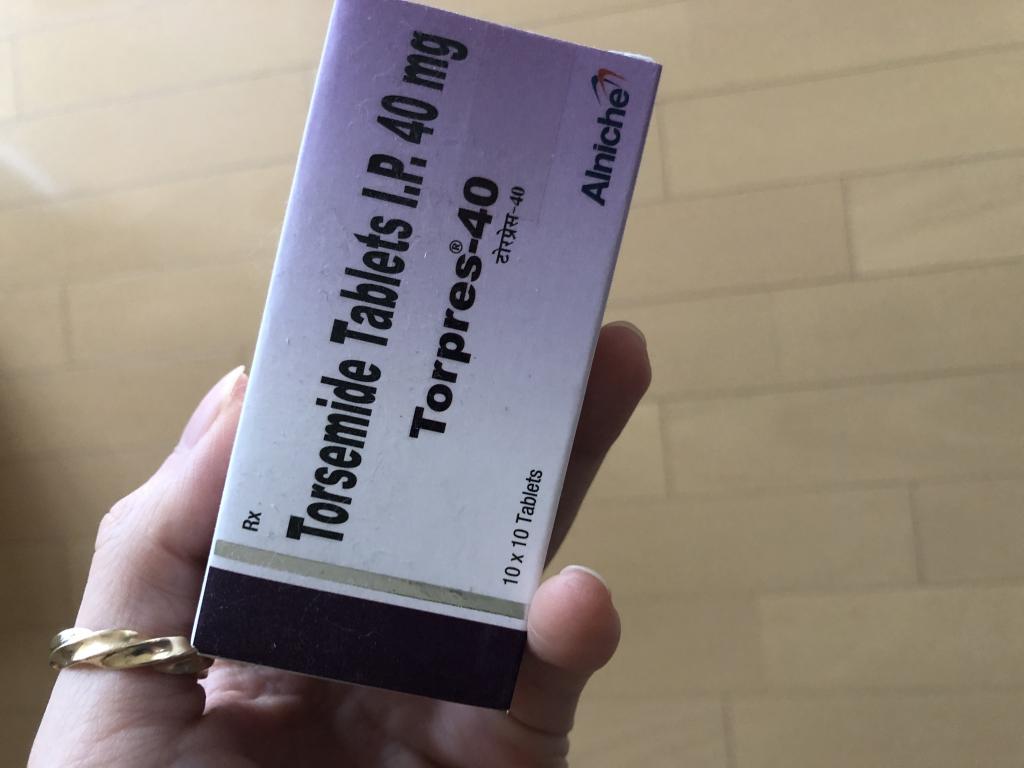 Rx
Torsemide Tablets I.P. 40 mg
Torpres®-40
टोरप्रेस-40
10 x 10 Tablets
Alniche